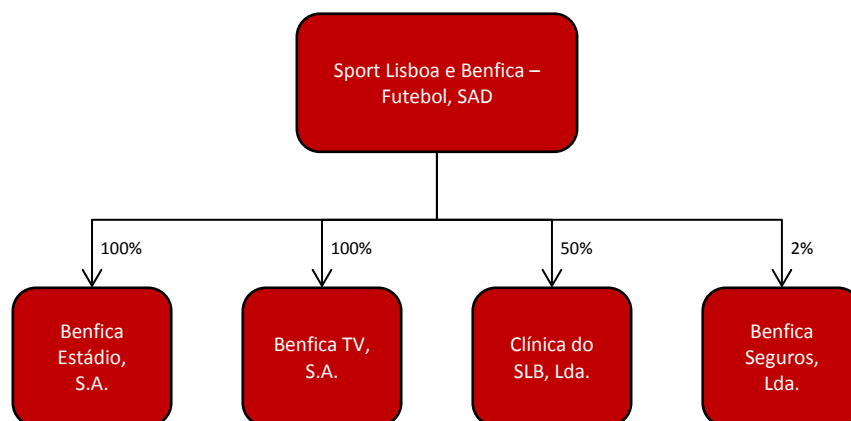 Sport Lisboa e Benfica –
Futebol, SAD
100%
100%
50%
2%
Benfica
Estádio,
S.A.
Benfica TV,
S.A.
Clínica do
SLB, Lda.
Benfica
Seguros,
Lda.